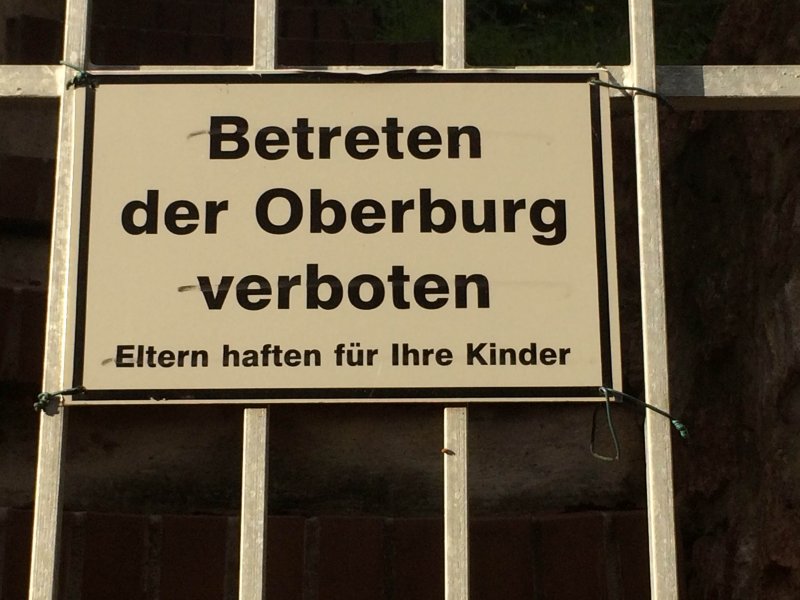 Betreten
der Oberburg
verboten
Eltern haften für Ihre Kinder